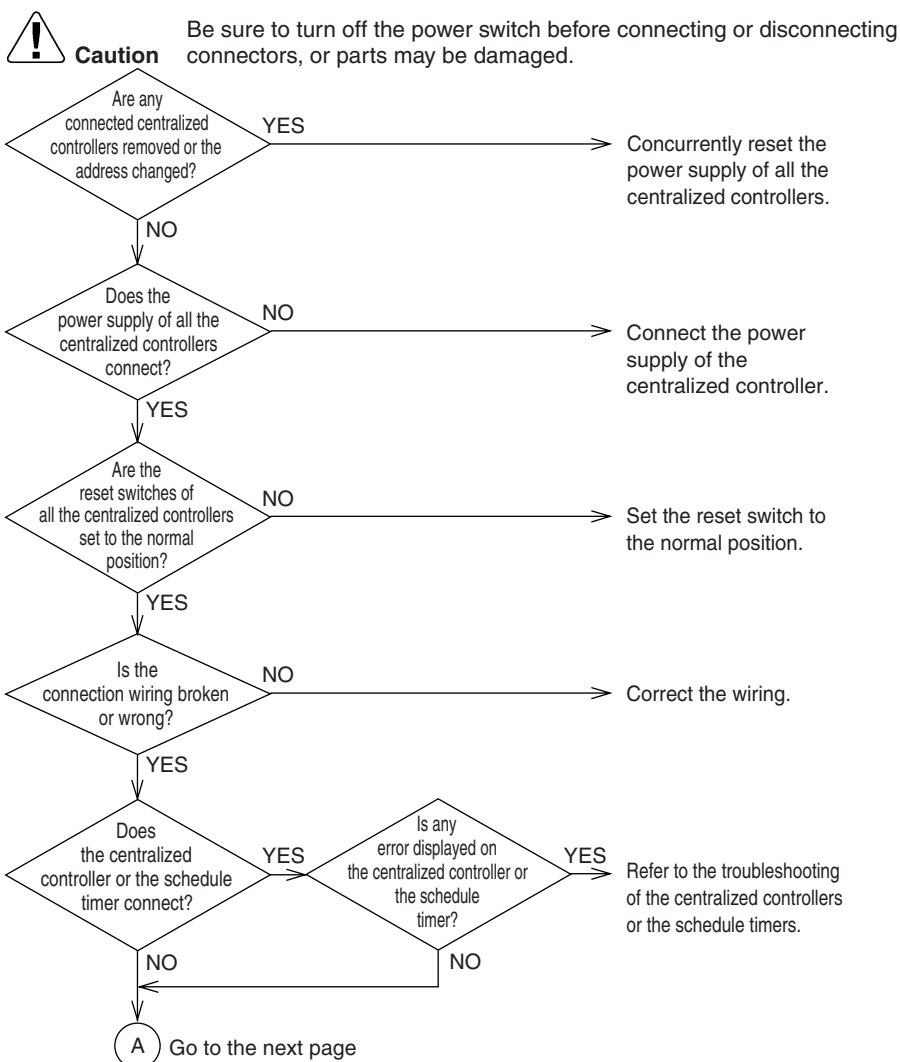 Caution
Be sure to turn off the power switch before connecting or disconnecting
connectors, or parts may be damaged.
Are any
connected centralized
controllers removed or the
address changed?
YES
Concurrently reset the
power supply of all the
centralized controllers.
NO
Does the
power supply of all the
centralized controllers
connect?
NO
Connect the power
supply of the
centralized controller.
YES
Are the
reset switches of
all the centralized controllers
set to the normal
position?
NO
Set the reset switch to
the normal position.
YES
Is the
connection wiring broken
or wrong?
NO
Correct the wiring.
YES
Does
the centralized
controller or the schedule
timer connect?
YES
Is any
error displayed on
the centralized controller or
the schedule
timer?
YES
Refer to the troubleshooting
of the centralized controllers
or the schedule timers.
NO
NO
A
Go to the next page